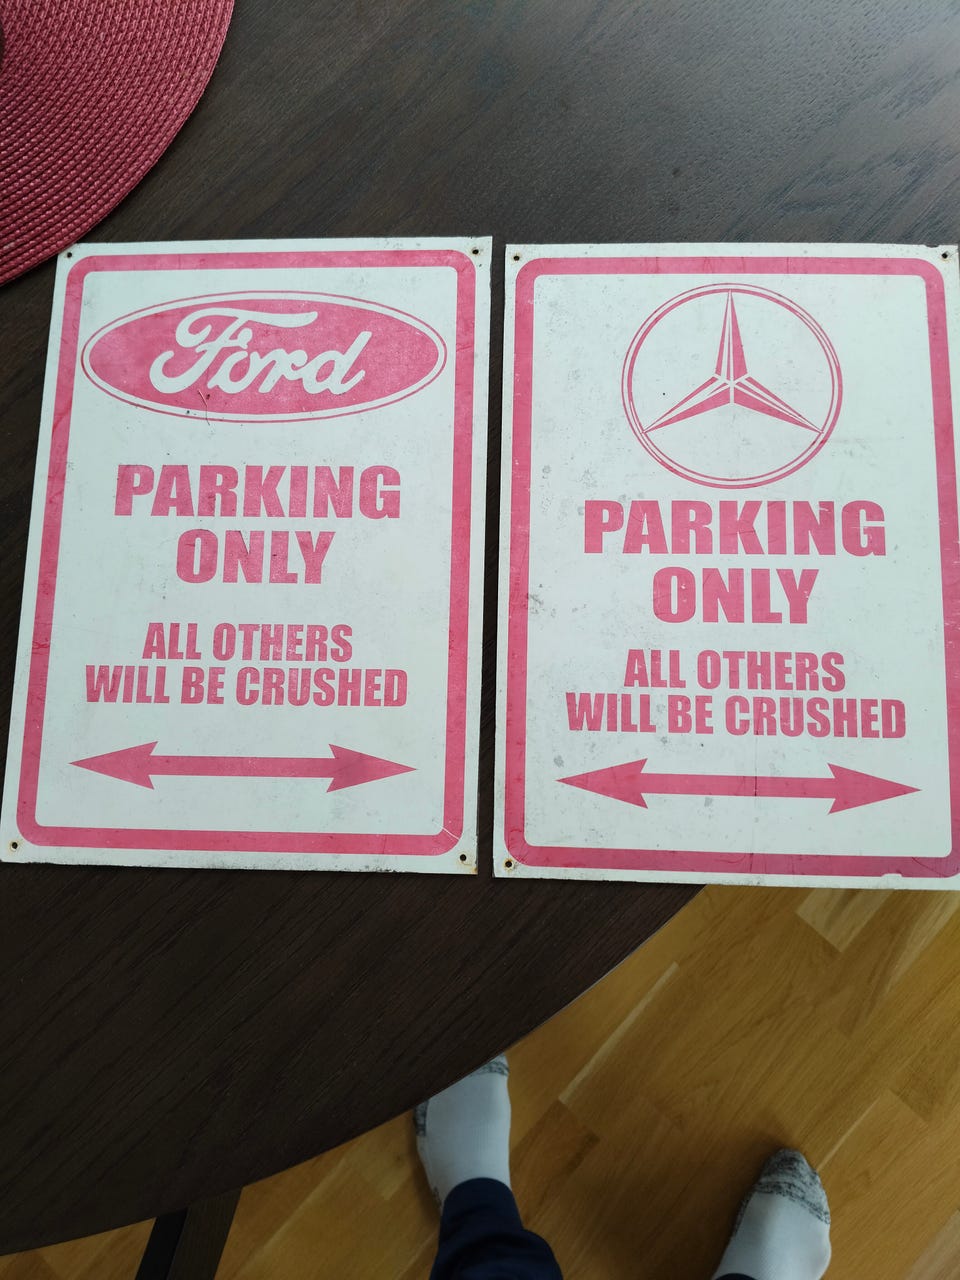 Ford
PARKING
ONLY
ALL OTHERS
WILL BE CRUSHED
PARKING
ONLY
ALL OTHERS
WILL BE CRUSHED